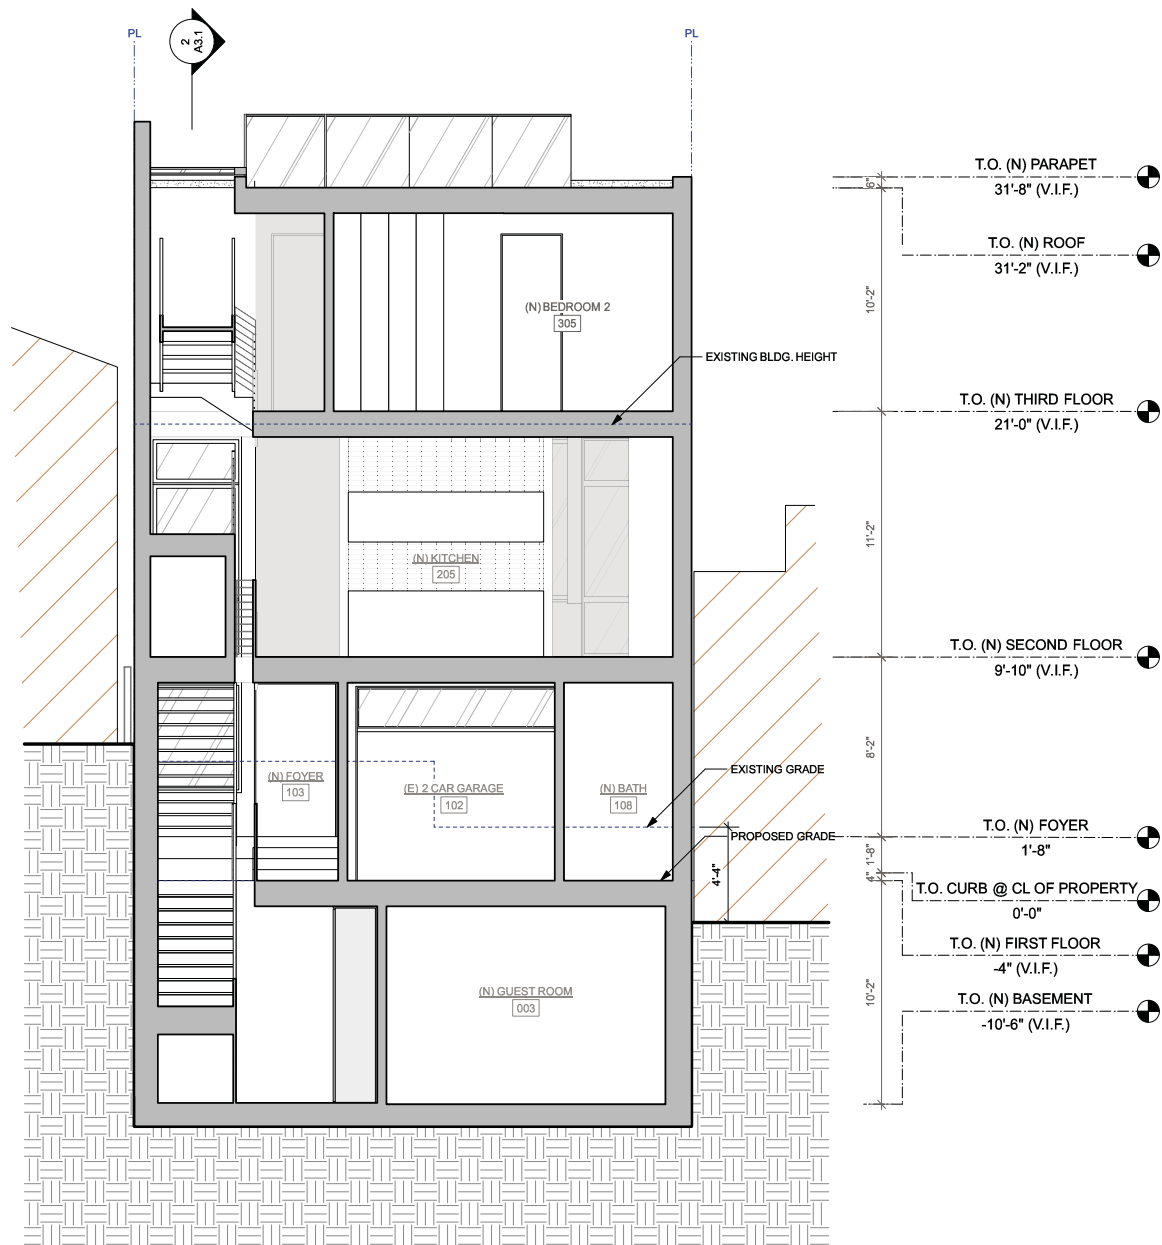 PL
PL
2
A3.1
T.O. (N) PARAPET
31'-8" (V.I.F.)
6"
T.O. (N) ROOF
31'-2" (V.I.F.)
10'-2"
(N) BEDROOM 2
305
EXISTING BLDG. HEIGHT
T.O. (N) THIRD FLOOR
21'-0" (V.I.F.)
11'-2"
(N) KITCHEN
205
T.O. (N) SECOND FLOOR
9'-10" (V.I.F.)
8'-2"
EXISTING GRADE
(N) FOYER
103
(E) 2 CAR GARAGE
102
(N) BATH
108
PROPOSED GRADE
T.O. (N) FOYER
1'-8"
1'-8"
4'-4"
4"
T.O. CURB @ CL OF PROPERTY
0'-0"
T.O. (N) FIRST FLOOR
-4" (V.I.F.)
10'-2"
(N) GUEST ROOM
003
T.O. (N) BASEMENT
-10'-6" (V.I.F.)